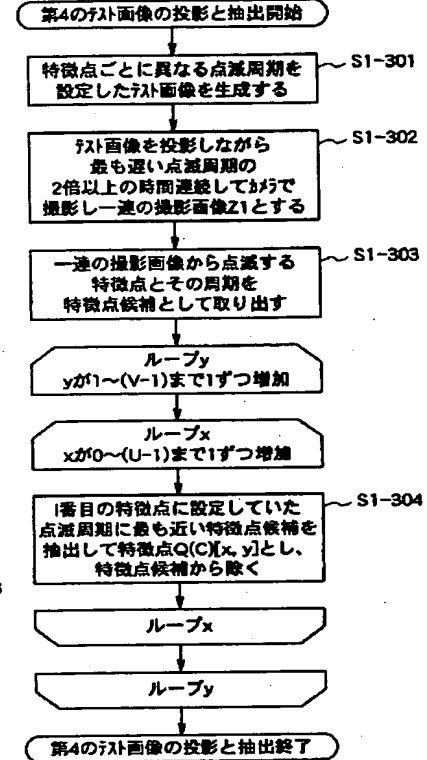 第4のテスト画像の投影と抽出開始
特徴点ごとに異なる点滅周期を
設定したテスト画像を生成する
S1-301
テスト画像を投影しながら
最も遅い点滅周期の
2倍以上の時間連続してカメラで
撮影し一連の撮影画像Z1とする
S1-302
一連の撮影画像から点滅する
特徴点とその周期を
特徴点候補として取り出す
S1-303
ループy
yが1~(V-1)まで1ずつ増加
ループx
xが0~(U-1)まで1ずつ増加
I番目の特徴点に設定していた
点滅周期に最も近い特徴点候補を
抽出して特徴点Q(C)[x, y]とし、
特徴点候補から除く
S1-304
ループx
ループy
第4のテスト画像の投影と抽出終了